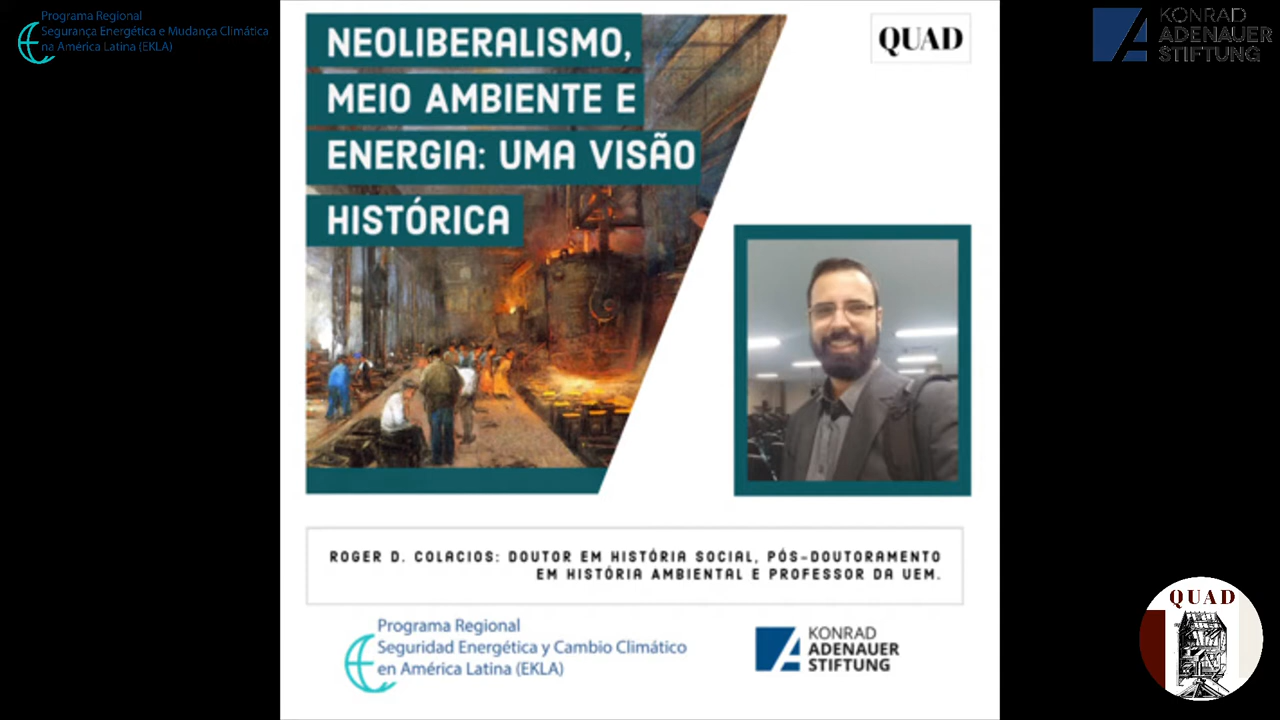 Programa Regional
Segurança Energética e Mudança Climática
na América Latina (EKLA)
KONRAD
ADENAUER
STIFTUNG
NEOLIBERALISMO,
MEIO AMBIENTE E
ENERGIA: UMA VISÃO
HISTÓRICA
QUAD
ROGER D. COLACIOS: DOUTOR EM HISTÓRIA SOCIAL, PÓS-DOUTORAMENTO
EM HISTÓRIA AMBIENTAL E PROFESSOR DA UEM.
Programa Regional
Seguridad Energética y Cambio Climático
en América Latina (EKLA)
KONRAD
ADENAUER
STIFTUNG
QUAD